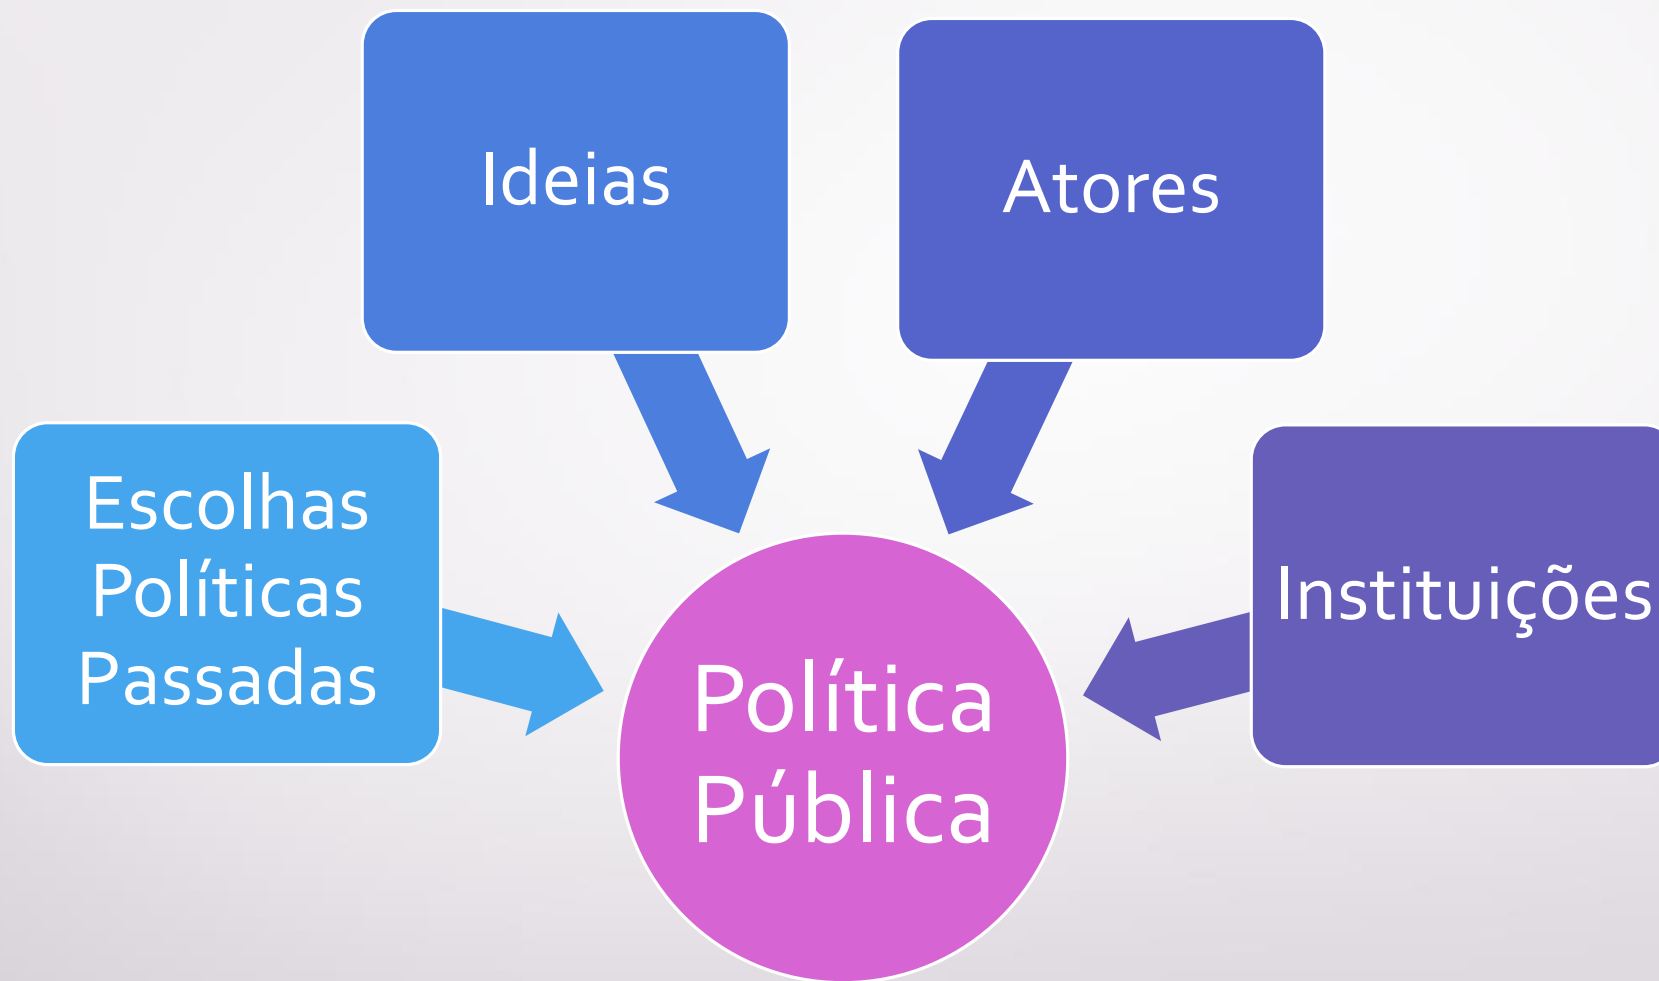 Ideias
Atores
Escolhas
Políticas
Passadas
Instituições
Política
Pública